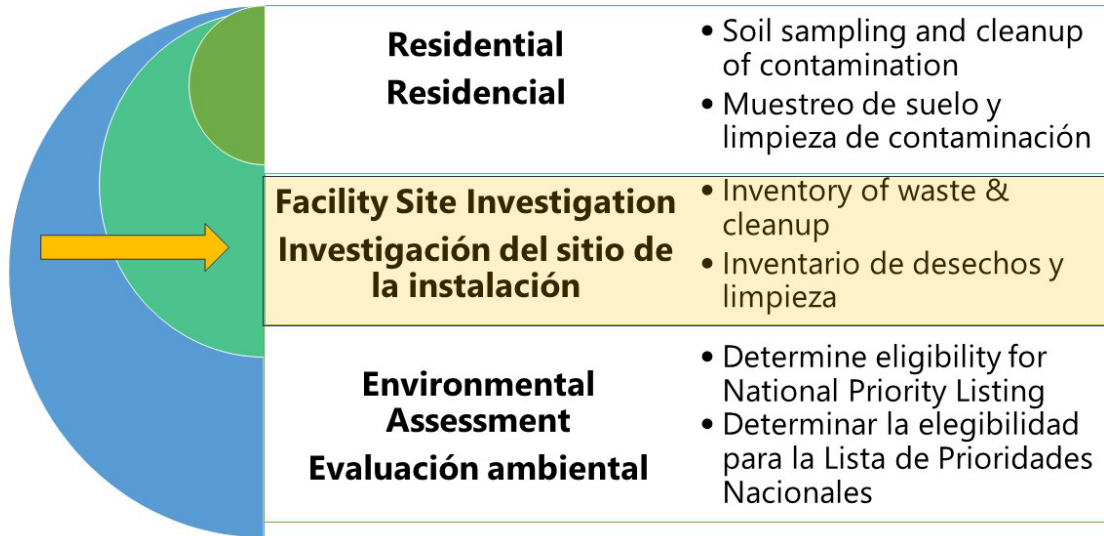 Residential
Residencial
• Soil sampling and cleanup
of contamination
• Muestreo de suelo y
limpieza de contaminación
Facility Site Investigation
Investigación del sitio de
la instalación
• Inventory of waste &
cleanup
• Inventario de desechos y
limpieza
Environmental
Assessment
Evaluación ambiental
• Determine eligibility for
National Priority Listing
• Determinar la elegibilidad
para la Lista de Prioridades
Nacionales